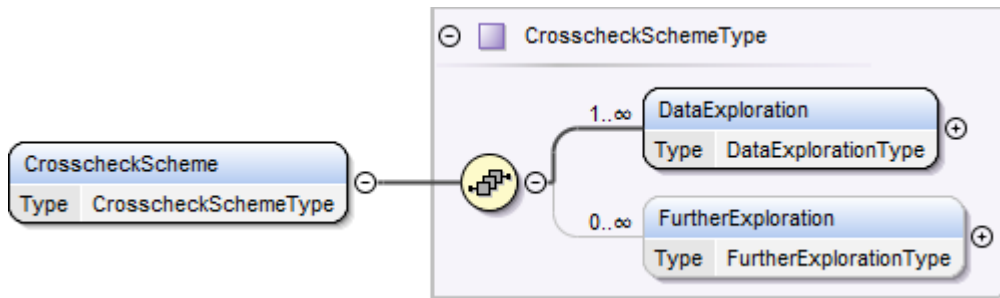 CrosscheckSchemeType
1..∞
DataExploration
Type DataExplorationType
CrosscheckScheme
Type CrosscheckSchemeType
0..∞
FurtherExploration
Type FurtherExplorationType